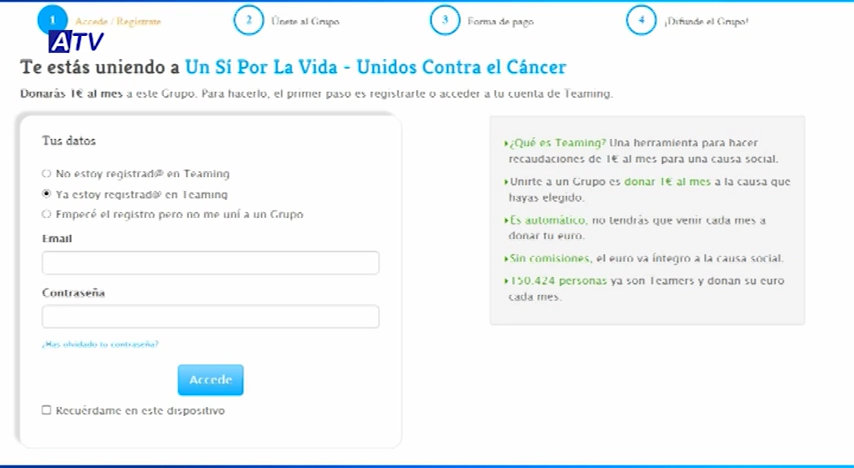 1 Accede / Regístrate
2 Únete al Grupo
3 Forma de pago
4 ¡Difunde el Grupo!
ATV
Te estás uniendo a Un Sí Por La Vida - Unidos Contra el Cáncer
Donarás 1€ al mes a este Grupo. Para hacerlo, el primer paso es registrarte o acceder a tu cuenta de Teaming.
Tus datos
No estoy registrad@ en Teaming
Ya estoy registrad@ en Teaming
Empecé el registro pero no me uní a un Grupo
Email
Contraseña
¿Has olvidado tu contraseña?
Accede
Recuérdame en este dispositivo
¿Qué es Teaming? Una herramienta para hacer
recaudaciones de 1€ al mes para una causa social.
Unirte a un Grupo es donar 1€ al mes a la causa que
hayas elegido.
Es automático, no tendrás que venir cada mes a
donar tu euro.
Sin comisiones, el euro va íntegro a la causa social.
150.424 personas ya son Teamers y donan su euro
cada mes.